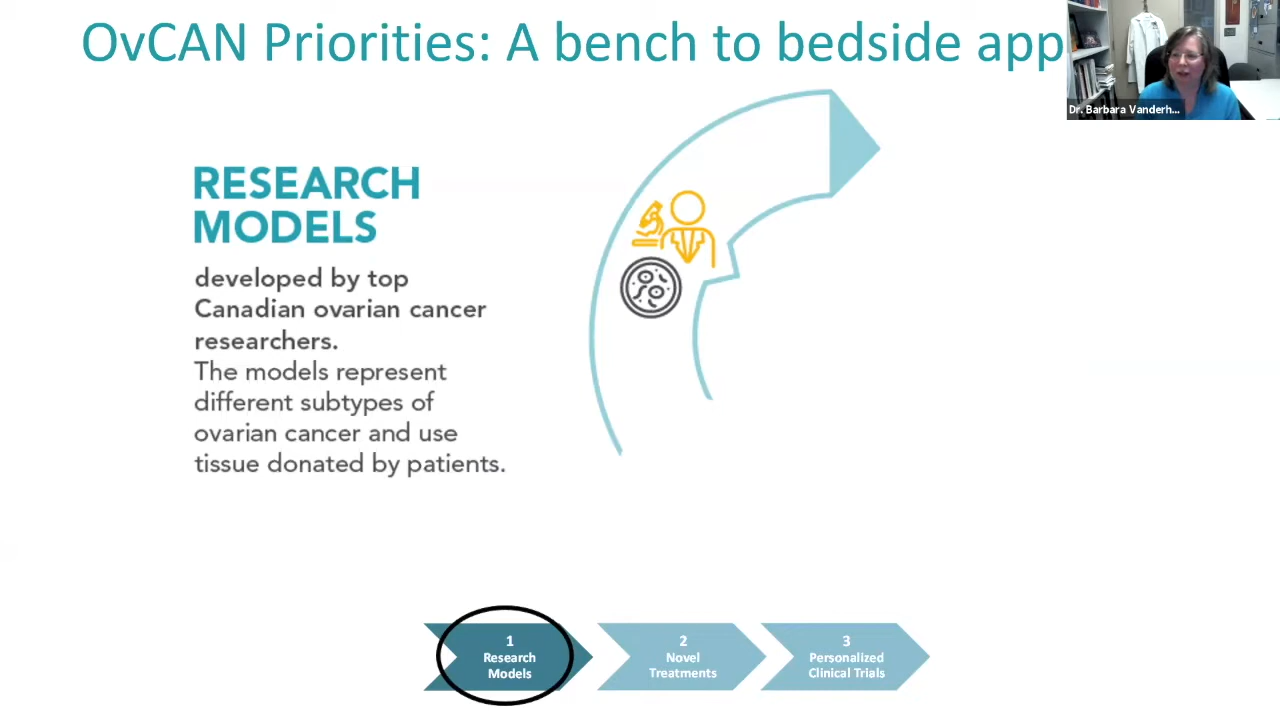 OvCAN Priorities: A bench to bedside app
Dr. Barbara Vanderh...
RESEARCH
MODELS
developed by top
Canadian ovarian cancer
researchers.
The models represent
different subtypes of
ovarian cancer and use
tissue donated by patients.
1
Research
Models
2
Novel
Treatments
3
Personalized
Clinical Trials